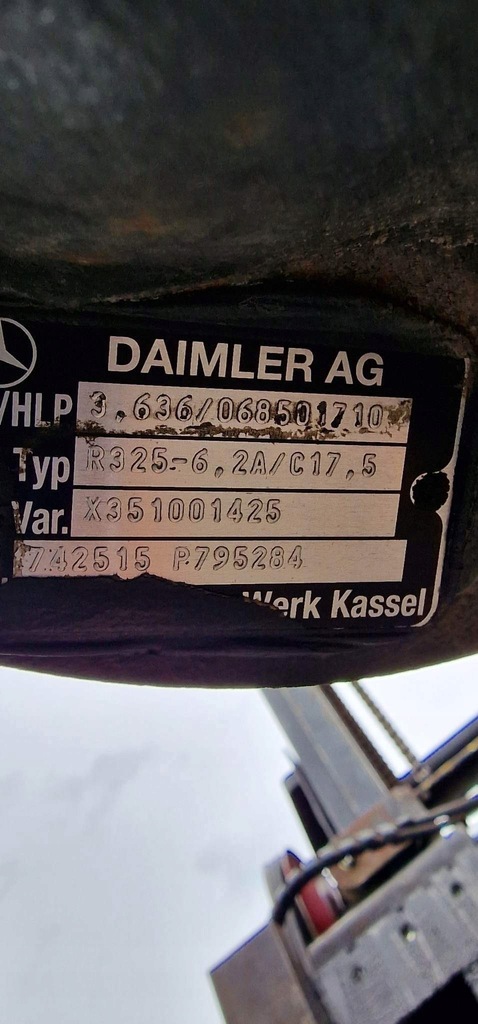 DAIMLER AG
/HLP 3,636/068501710
Typ R325-6,2A/C17,5
Var. X351001425
742515 P795284
Werk Kassel